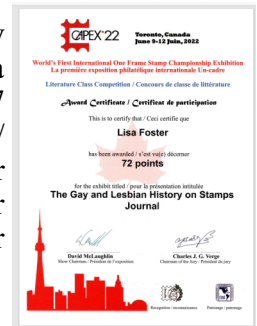 CAPEX'22
Toronto, Canada
June 9-12 Juin, 2022
World's First International One Frame Stamp Championship Exhibition
La première exposition philatélique internationale Un-cadre
Literature Class Competition / Concours de classe de littérature
Award Certificate / Certificat de participation
This is to certify that / Ceci certifie que
Lisa Foster
has been awarded / s'est vu(e) décerner
72 points
for the exhibit titled / pour la présentation intitulée
The Gay and Lesbian History on Stamps
Journal
David McLaughlin
Show Chairman / Président de l'exposition
Charles J. G. Verge
Chairman of the Jury / Président du jury
Recognition / reconnaissance
Patronage / patronage